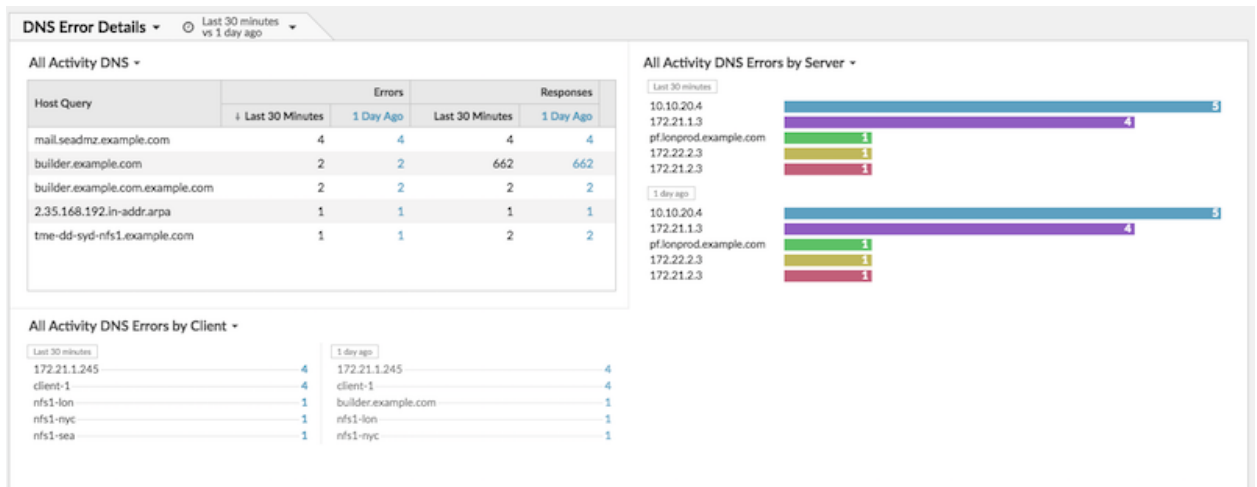 DNS Error Details
Last 30 minutes
vs 1 day ago
All Activity DNS
Host Query Errors Responses
↓ Last 30 Minutes 1 Day Ago Last 30 Minutes 1 Day Ago
mail.seadmz.example.com 4 4 4 4
builder.example.com 2 2 662 662
builder.example.com.example.com 2 2 2 2
2.35.168.192.in-addr.arpa 1 1 1 1
tme-dd-syd-nfs1.example.com 1 1 2 2
All Activity DNS Errors by Server
Last 30 minutes
10.10.20.4 5
172.21.1.3 4
pf.lonprod.example.com 1
172.22.2.3 1
172.21.2.3 1
1 day ago
10.10.20.4 5
172.21.1.3 4
pf.lonprod.example.com 1
172.22.2.3 1
172.21.2.3 1
All Activity DNS Errors by Client
Last 30 minutes
172.21.1.245 4
client-1 4
nfs1-lon 1
nfs1-nyc 1
nfs1-sea 1
1 day ago
172.21.1.245 4
client-1 4
builder.example.com 1
nfs1-lon 1
nfs1-nyc 1